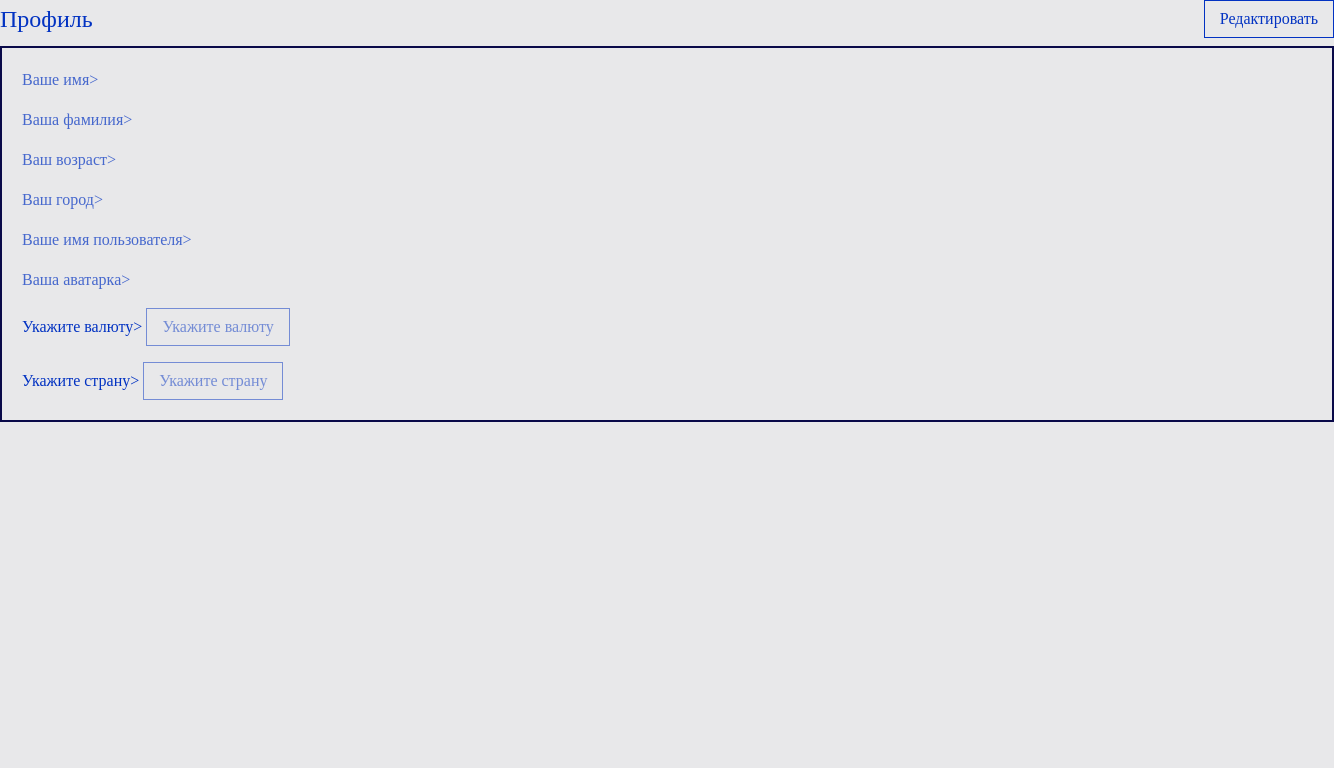 Профиль
Редактировать
Ваше имя>
Ваша фамилия>
Ваш возраст>
Ваш город>
Ваше имя пользователя>
Ваша аватарка>
Укажите валюту> Укажите валюту
Укажите страну> Укажите страну